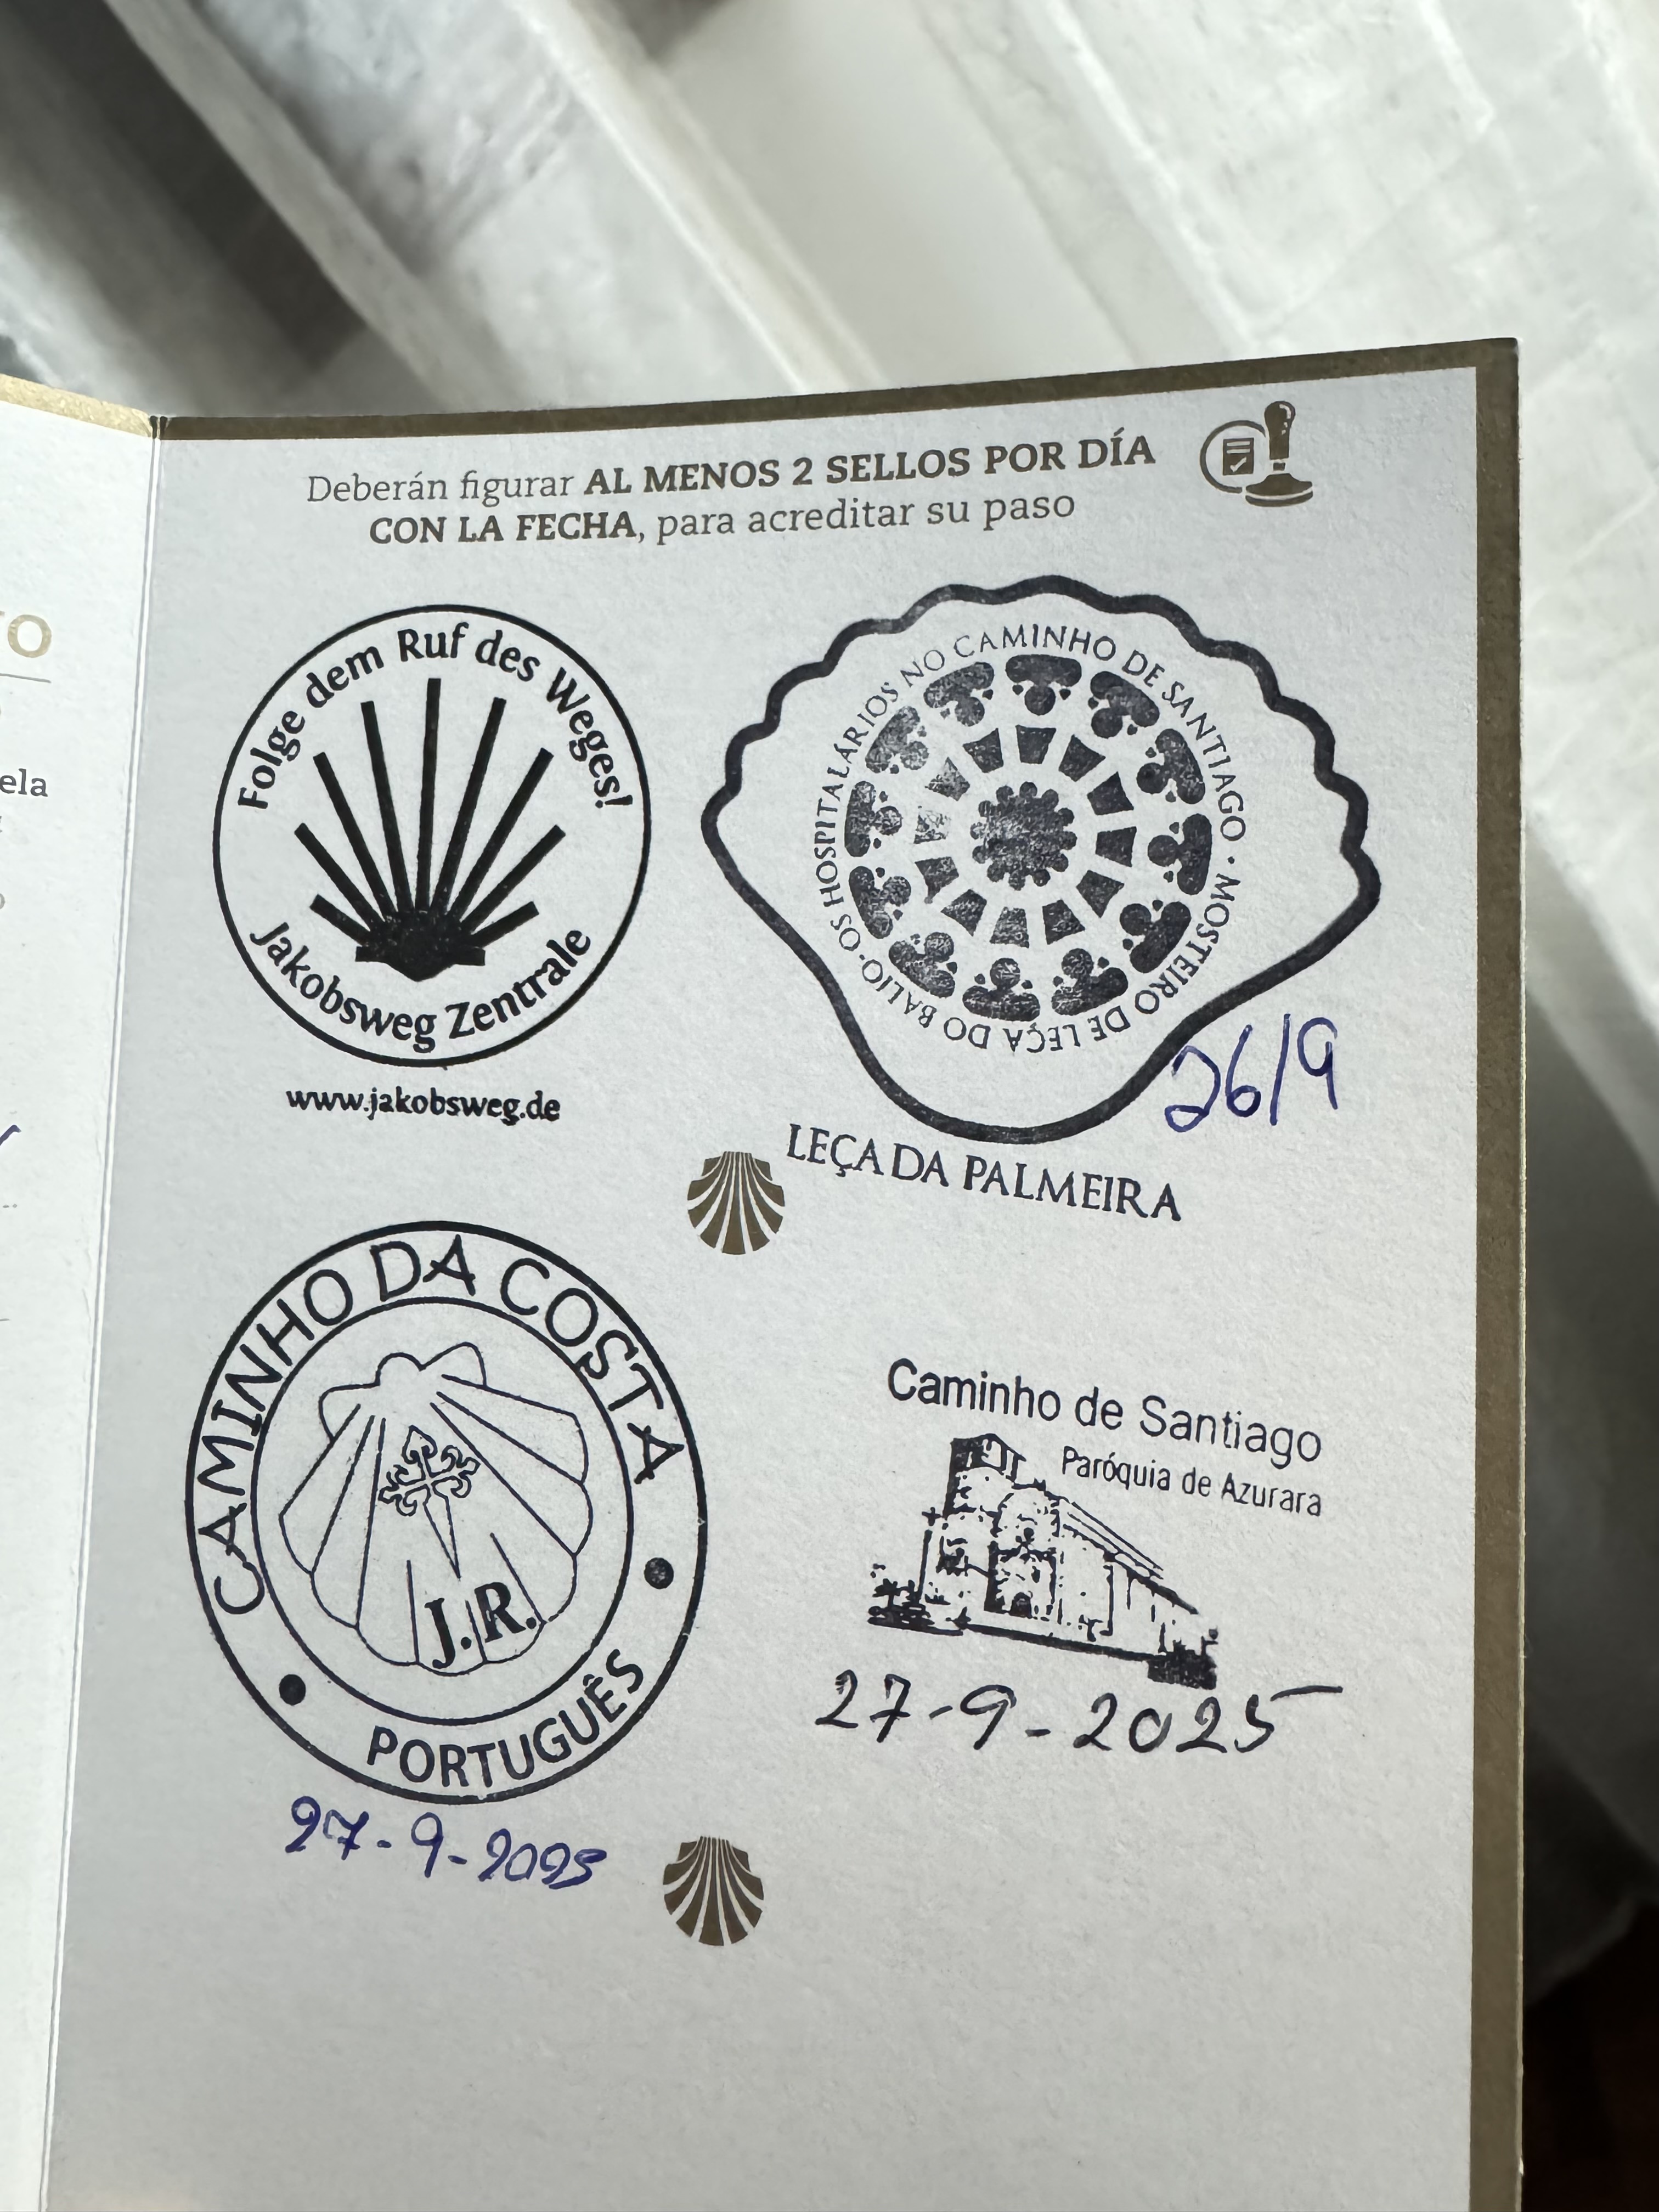 Deberán figurar AL MENOS 2 SELLOS POR DÍA
CON LA FECHA, para acreditar su paso
O
ela
Folge dem Ruf des Weges!
Jakobsweg Zentrale
www.jakobsweg.de
OS HOSPITALÁRIOS NO CAMINHO DE SANTIAGO · MOSTEIRO DE LEÇA DO BALIO ·
26/9
LEÇA DA PALMEIRA
CAMINHO DA COSTA
J.R.
PORTUGUÊS
27-9-2025
Caminho de Santiago
Paróquia de Azurara
27-9-2025